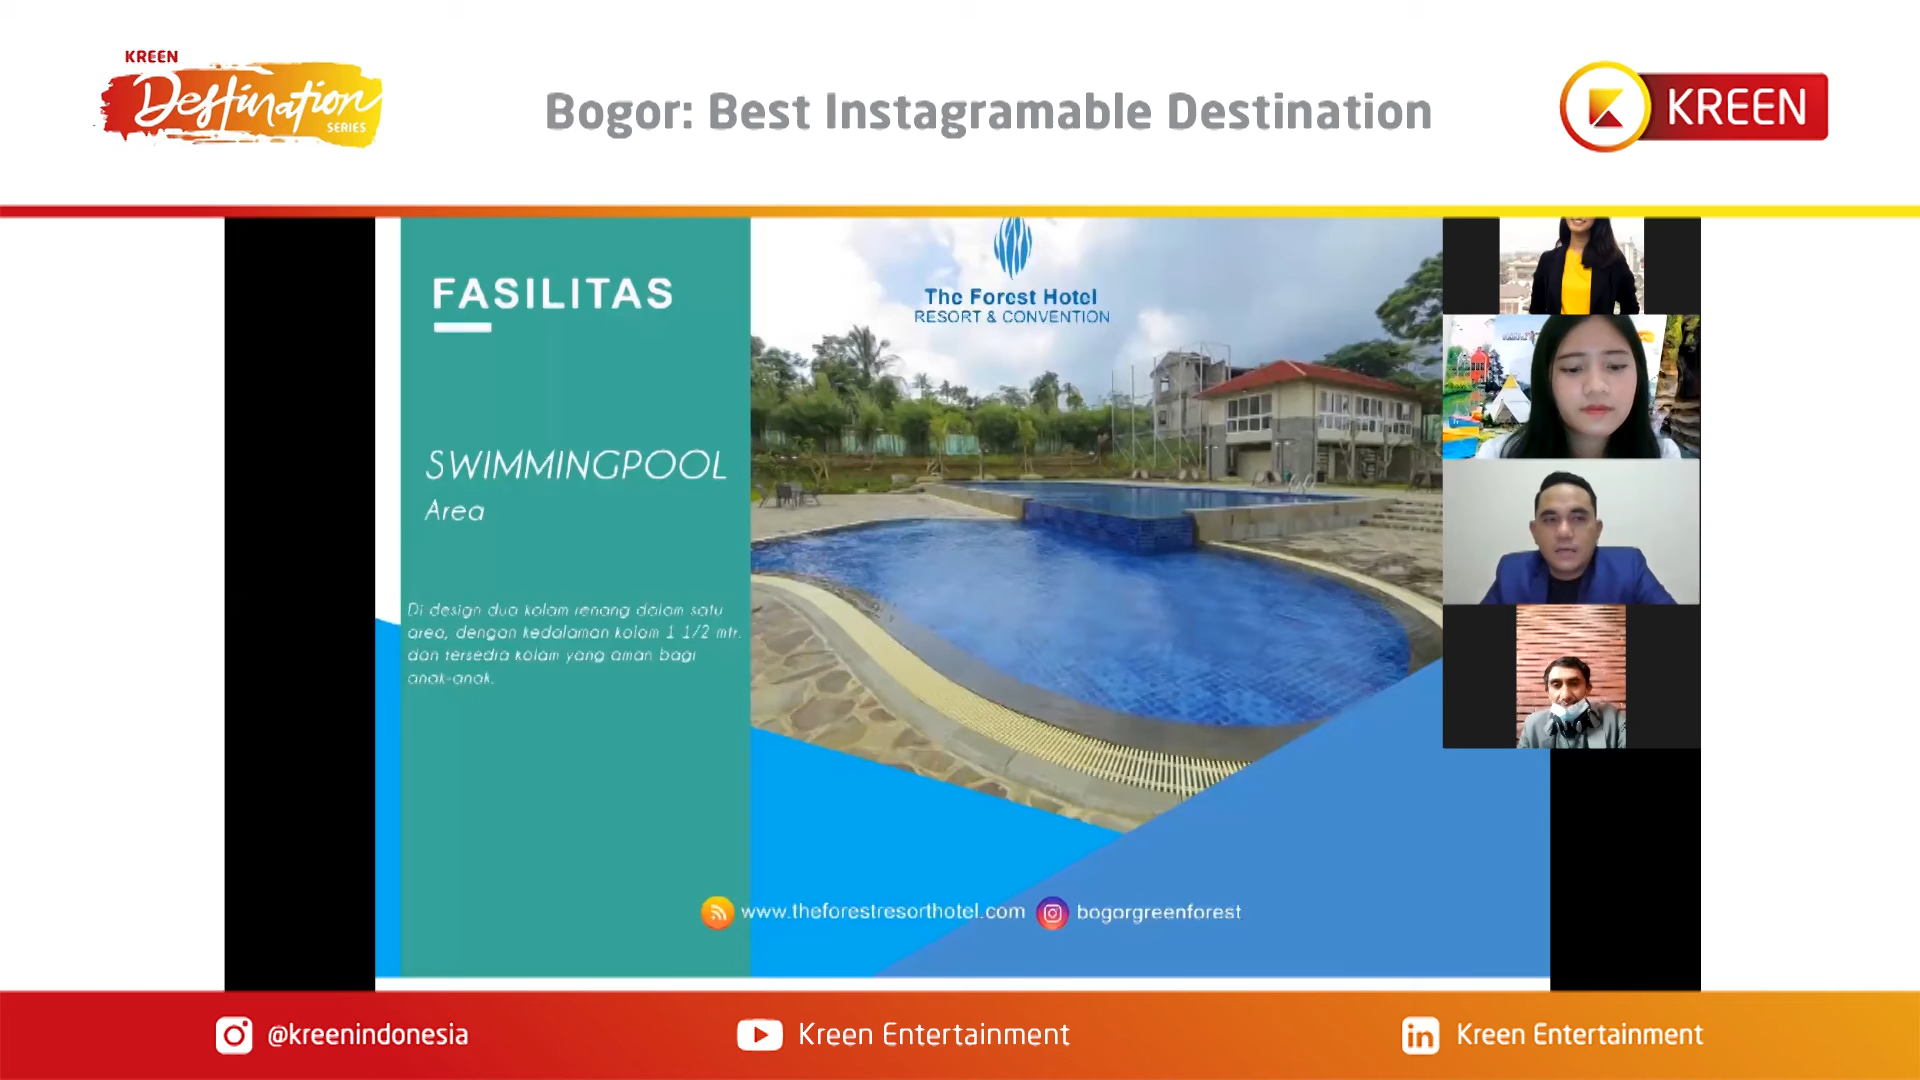 KREEN
Destination
SERIES
Bogor: Best Instagramable Destination
KREEN
FASILITAS
The Forest Hotel
RESORT & CONVENTION
SWIMMINGPOOL
Area
Di design dua kolam renang dalam satu
area, dengan kedalaman kolam 1 1/2 mtr.
dan tersedia kolam yang aman bagi
anak-anak.
www.theforestresorthotel.com
bogorgreenforest
@kreenindonesia
Kreen Entertainment
Kreen Entertainment